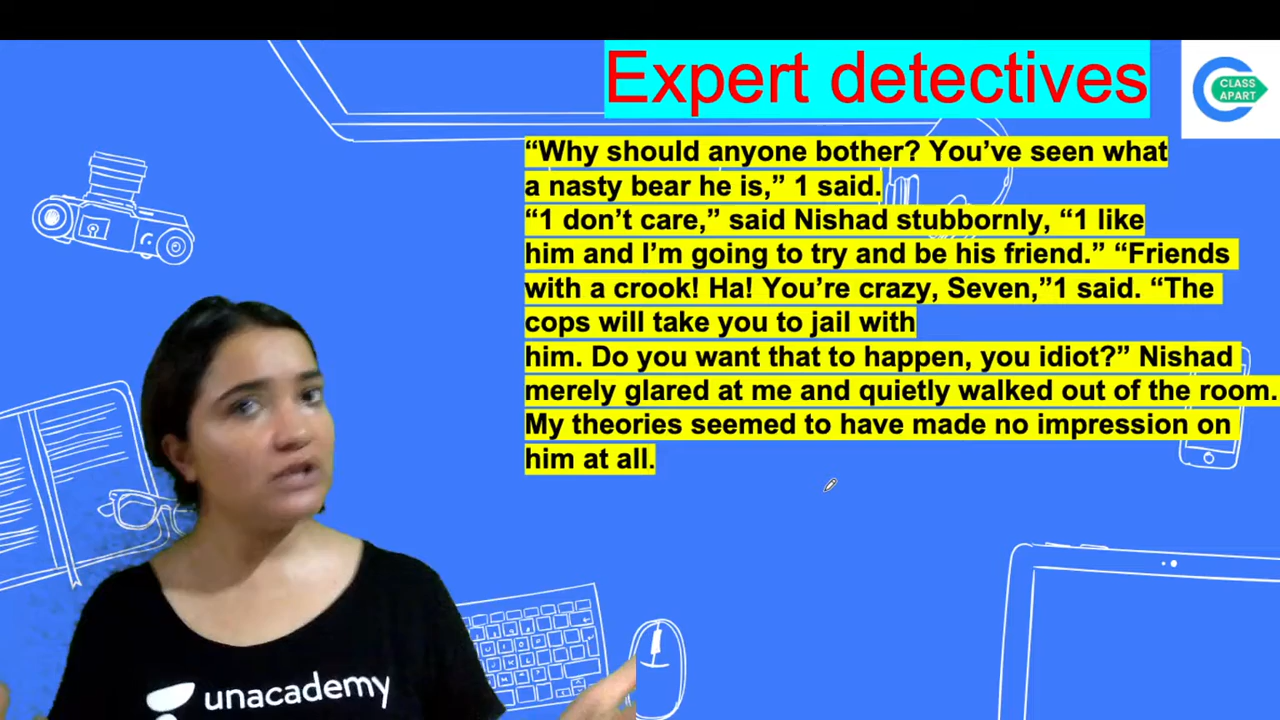 Expert detectives
CLASS
APART
“Why should anyone bother? You’ve seen what
a nasty bear he is,” 1 said.
“1 don’t care,” said Nishad stubbornly, “1 like
him and I’m going to try and be his friend.” “Friends
with a crook! Ha! You’re crazy, Seven,”1 said. “The
cops will take you to jail with
him. Do you want that to happen, you idiot?” Nishad
merely glared at me and quietly walked out of the room.
My theories seemed to have made no impression on
him at all.
unacademy